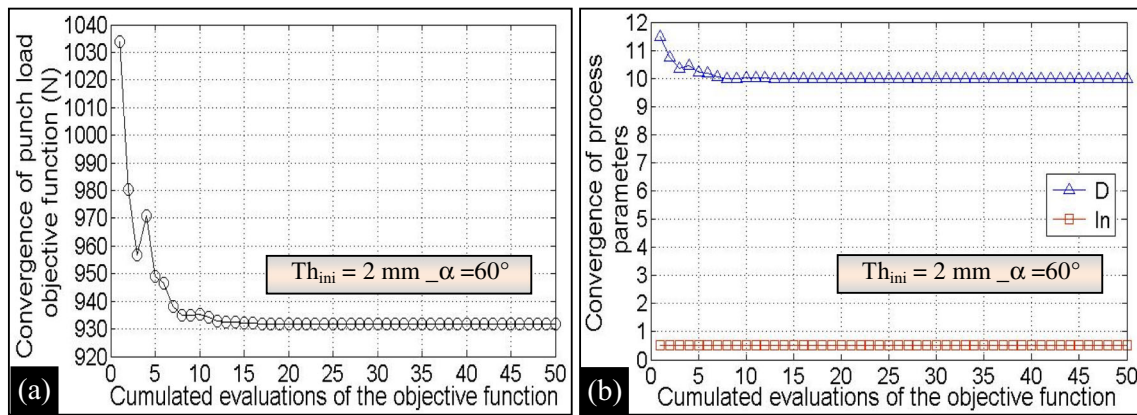 Convergence of punch load
objective function (N)
1040
1030
1020
1010
1000
990
980
970
960
950
940
930
920
0 5 10 15 20 25 30 35 40 45 50
Cumulated evaluations of the objective function
Th_ini = 2 mm _α =60°
(a)
Convergence of process
parameters
12
11
10
9
8
7
6
5
4
3
2
1
0
0 5 10 15 20 25 30 35 40 45 50
Cumulated evaluations of the objective function
D
In
Th_ini = 2 mm _α =60°
(b)